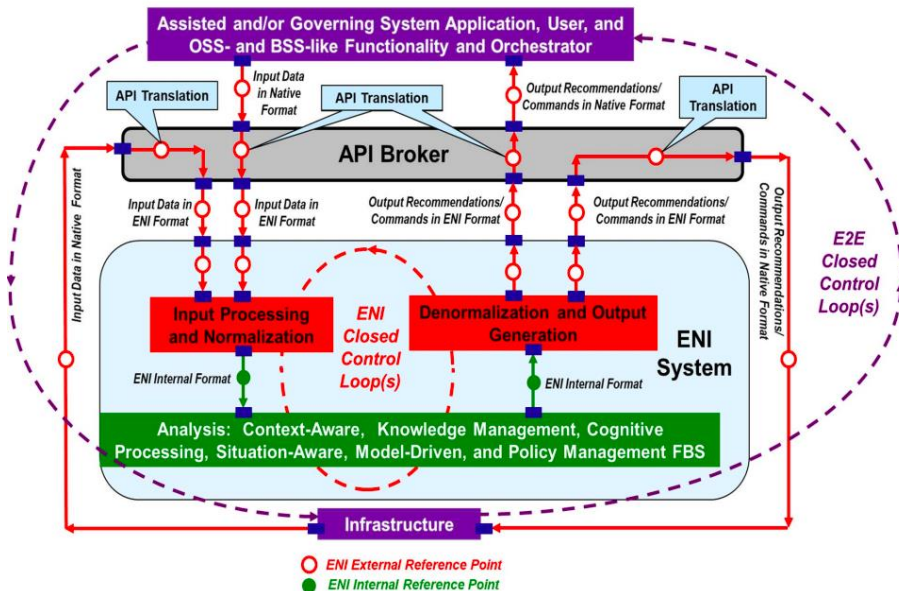 Assisted and/or Governing System Application, User, and
OSS- and BSS-like Functionality and Orchestrator
API Translation
Input Data
in Native
Format
API Translation
Output Recommendations/
Commands in Native Format
API
Translation
API Broker
Input Data in Native Format
Input Data in
ENI Format
Input Data
in ENI Format
Output Recommendations/
Commands in ENI Format
Output Recommendations/
Commands in ENI Format
Output Recommendations/
Commands in Native Format
E2E
Closed
Control
Loop(s)
Input Processing
and Normalization
ENI
Closed
Control
Loop(s)
Denormalization and Output
Generation
ENI
System
ENI Internal Format
ENI Internal Format
Analysis: Context-Aware, Knowledge Management, Cognitive
Processing, Situation-Aware, Model-Driven, and Policy Management FBS
Infrastructure
ENI External Reference Point
ENI Internal Reference Point